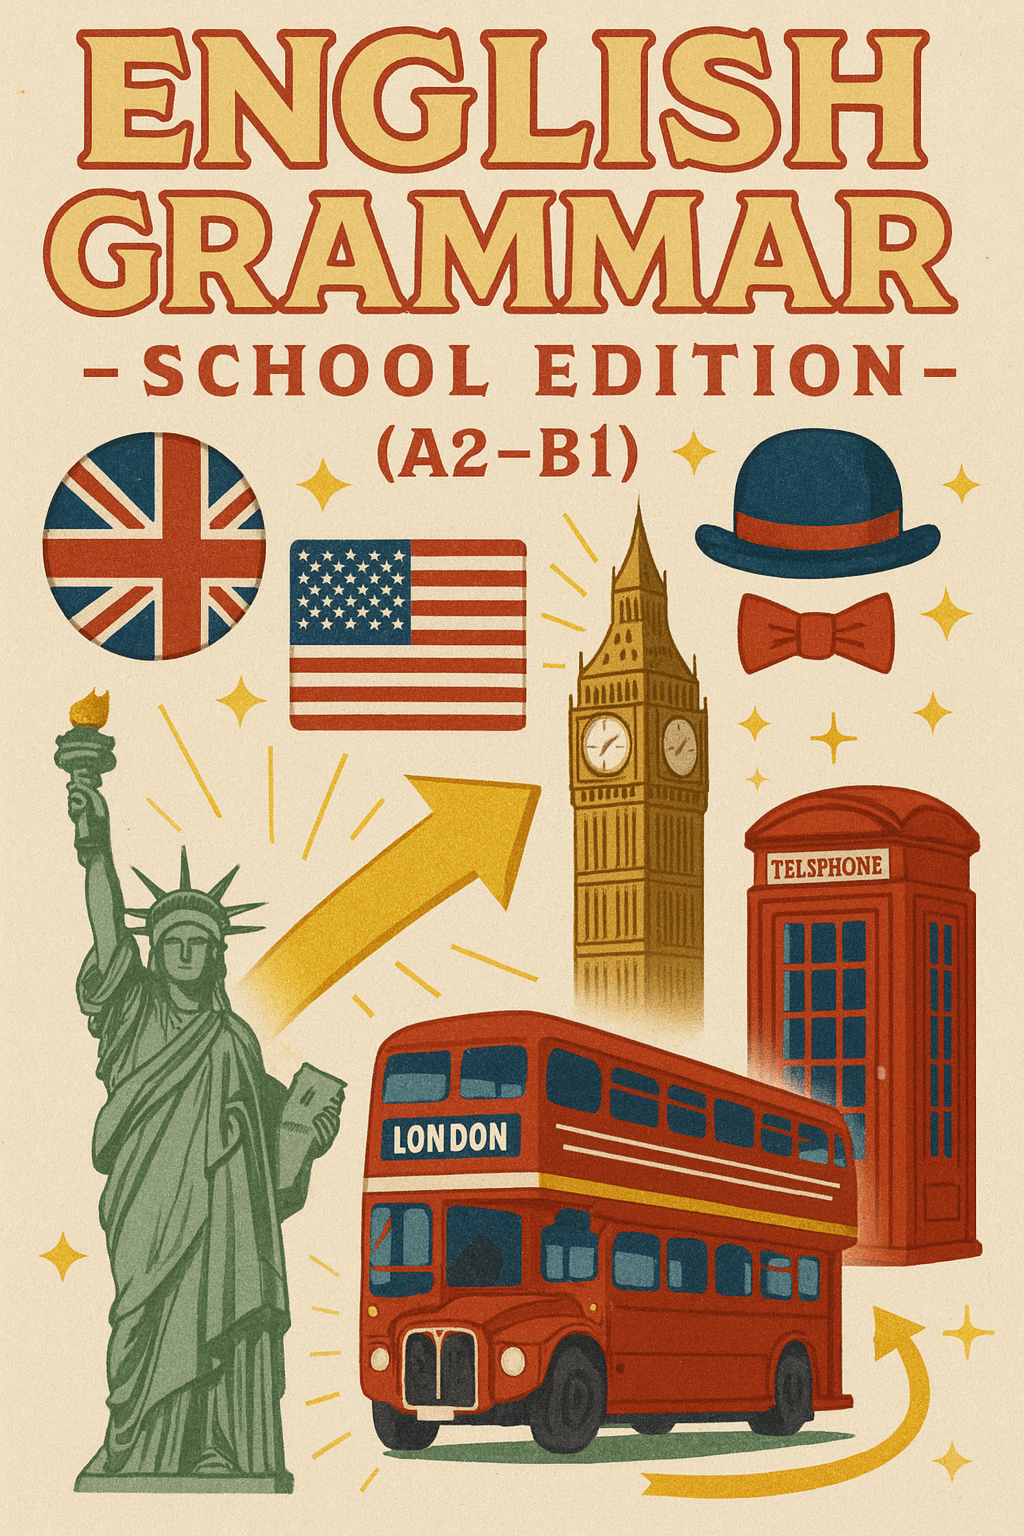 ENGLISH
GRAMMAR
– SCHOOL EDITION –
(A2–B1)
TELSPHONE
LONDON